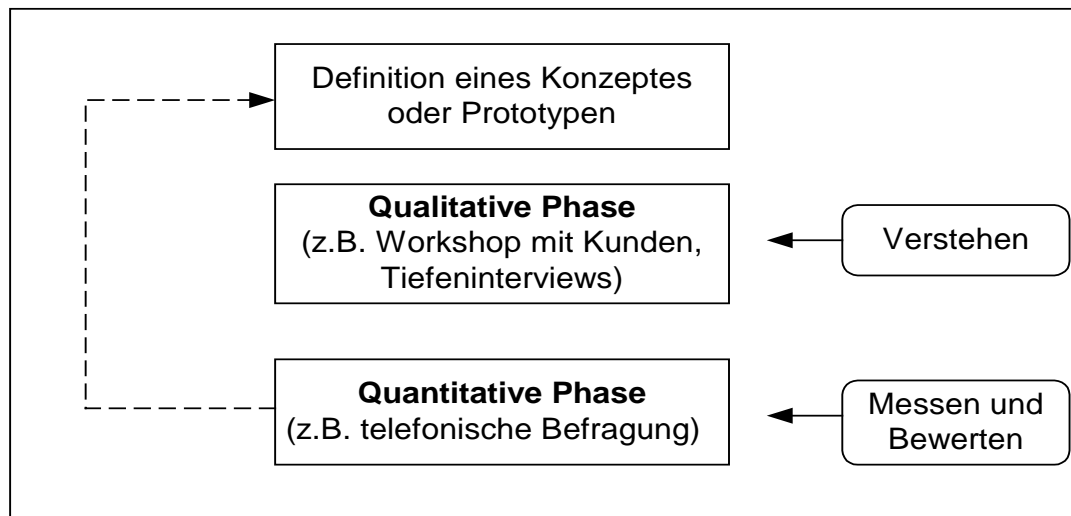 Definition eines Konzeptes
oder Prototypen
Qualitative Phase
(z.B. Workshop mit Kunden,
Tiefeninterviews)
Verstehen
Quantitative Phase
(z.B. telefonische Befragung)
Messen und
Bewerten